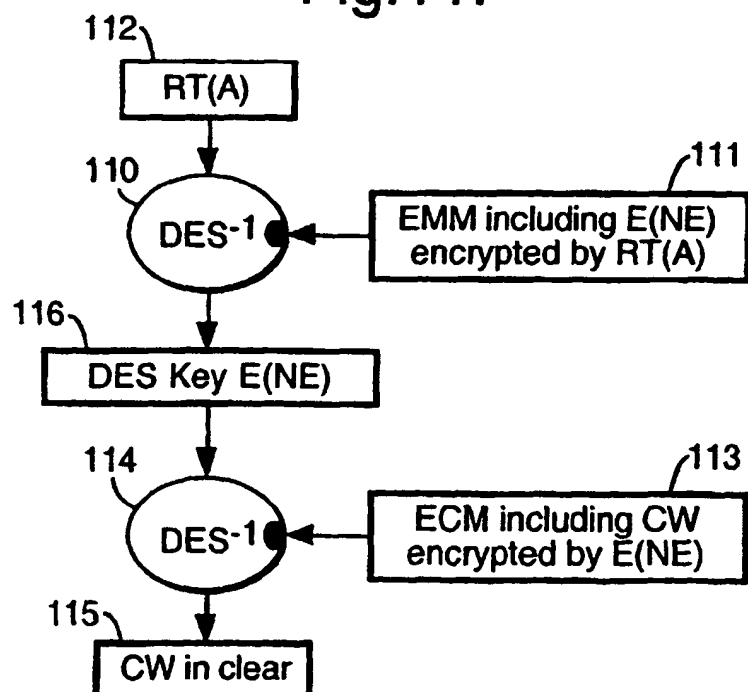 112
RT(A)
110
DES-1
111
EMM including E(NE)
encrypted by RT(A)
116
DES Key E(NE)
114
DES-1
113
ECM including CW
encrypted by E(NE)
115
CW in clear